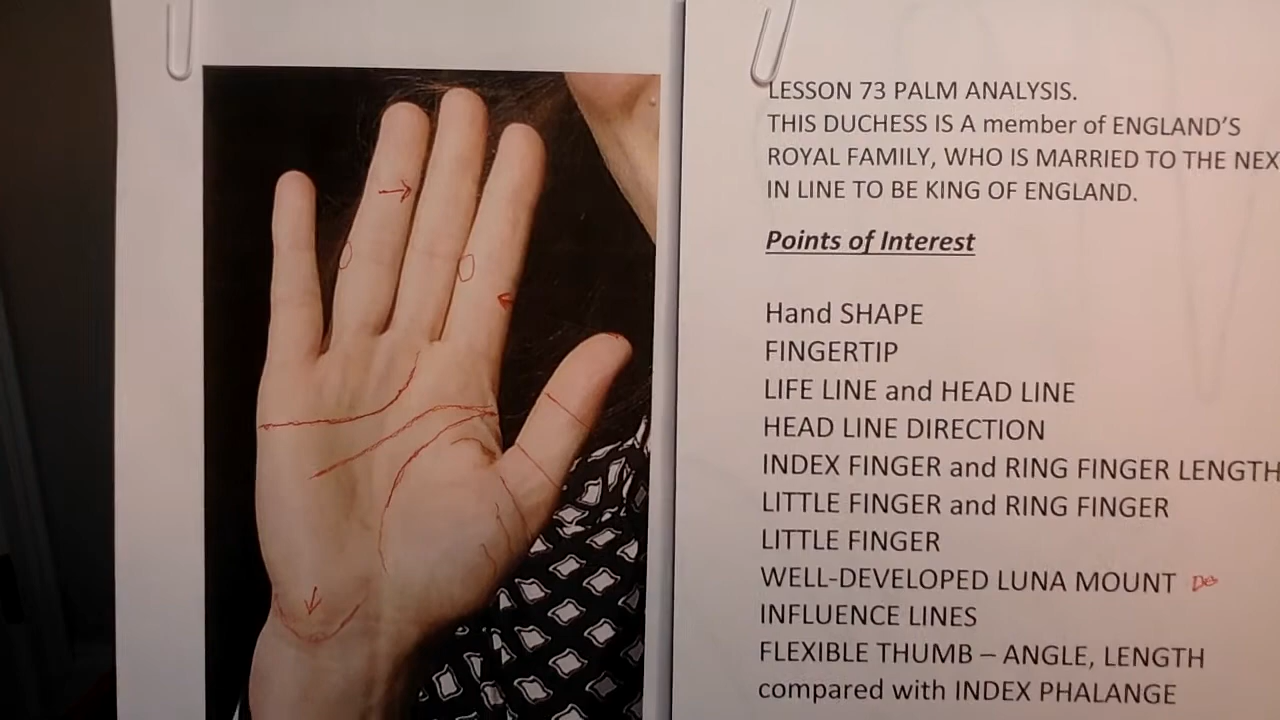 LESSON 73 PALM ANALYSIS.
THIS DUCHESS IS A member of ENGLAND'S
ROYAL FAMILY, WHO IS MARRIED TO THE NEX
IN LINE TO BE KING OF ENGLAND.
Points of Interest
Hand SHAPE
FINGERTIP
LIFE LINE and HEAD LINE
HEAD LINE DIRECTION
INDEX FINGER and RING FINGER LENGTH
LITTLE FINGER and RING FINGER
LITTLE FINGER
WELL-DEVELOPED LUNA MOUNT
INFLUENCE LINES
FLEXIBLE THUMB – ANGLE, LENGTH
compared with INDEX PHALANGE